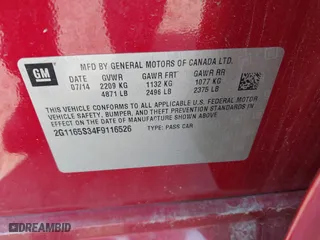 GM
MFD BY GENERAL MOTORS OF CANADA LTD.
07/14 GVWR GAWR FRT GAWR RR
2209 KG 1132 KG 1077 KG
4871 LB 2496 LB 2375 LB
THIS VEHICLE CONFORMS TO ALL APPLICABLE U.S. FEDERAL MOTOR VEHICLE
SAFETY, BUMPER, AND THEFT PREVENTION STANDARDS IN EFFECT ON THE
DATE OF MANUFACTURE SHOWN ABOVE.
2G1165S34F9116526 TYPE: PASS CAR